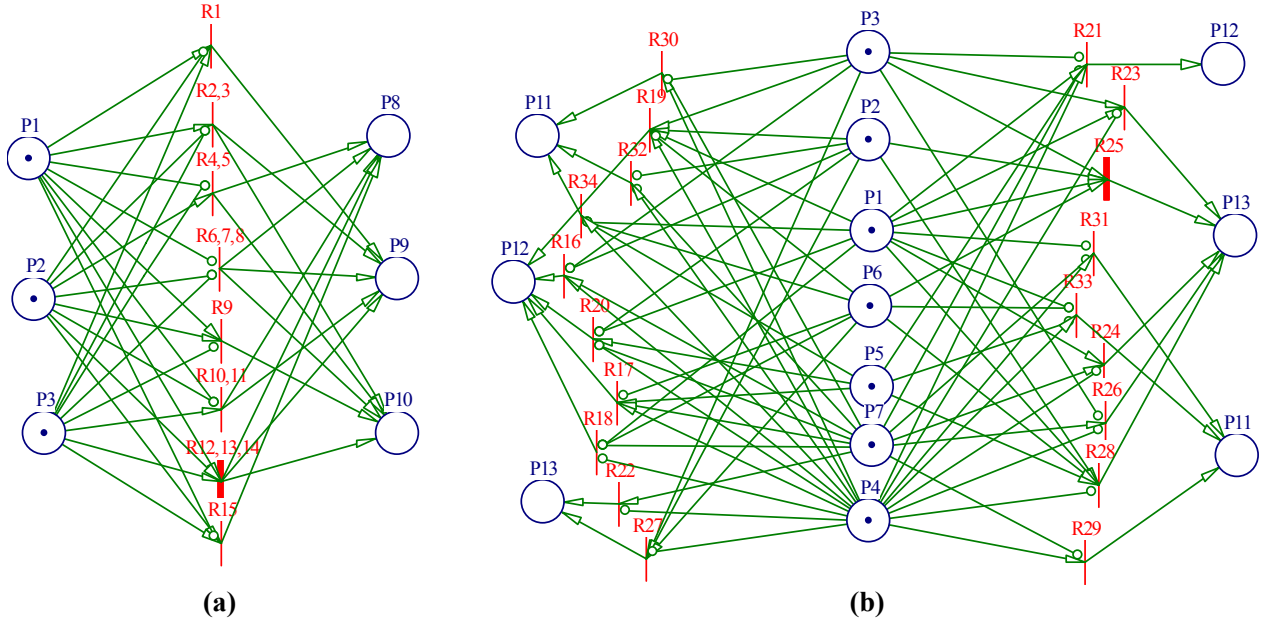 R1
R2,3
P8
P1
R4,5
R6,7,8
P9
P2
R9
R10,11
P3
P10
R12,13,14
R15
(a)
P3
R21
P12
R30
R23
R19
P11
P2
R32
R25
R34
P1
P13
R31
R16
P12
P6
R33
R20
R24
P5
R17
R26
R18
P7
P11
R28
R22
P13
P4
R27
R29
(b)